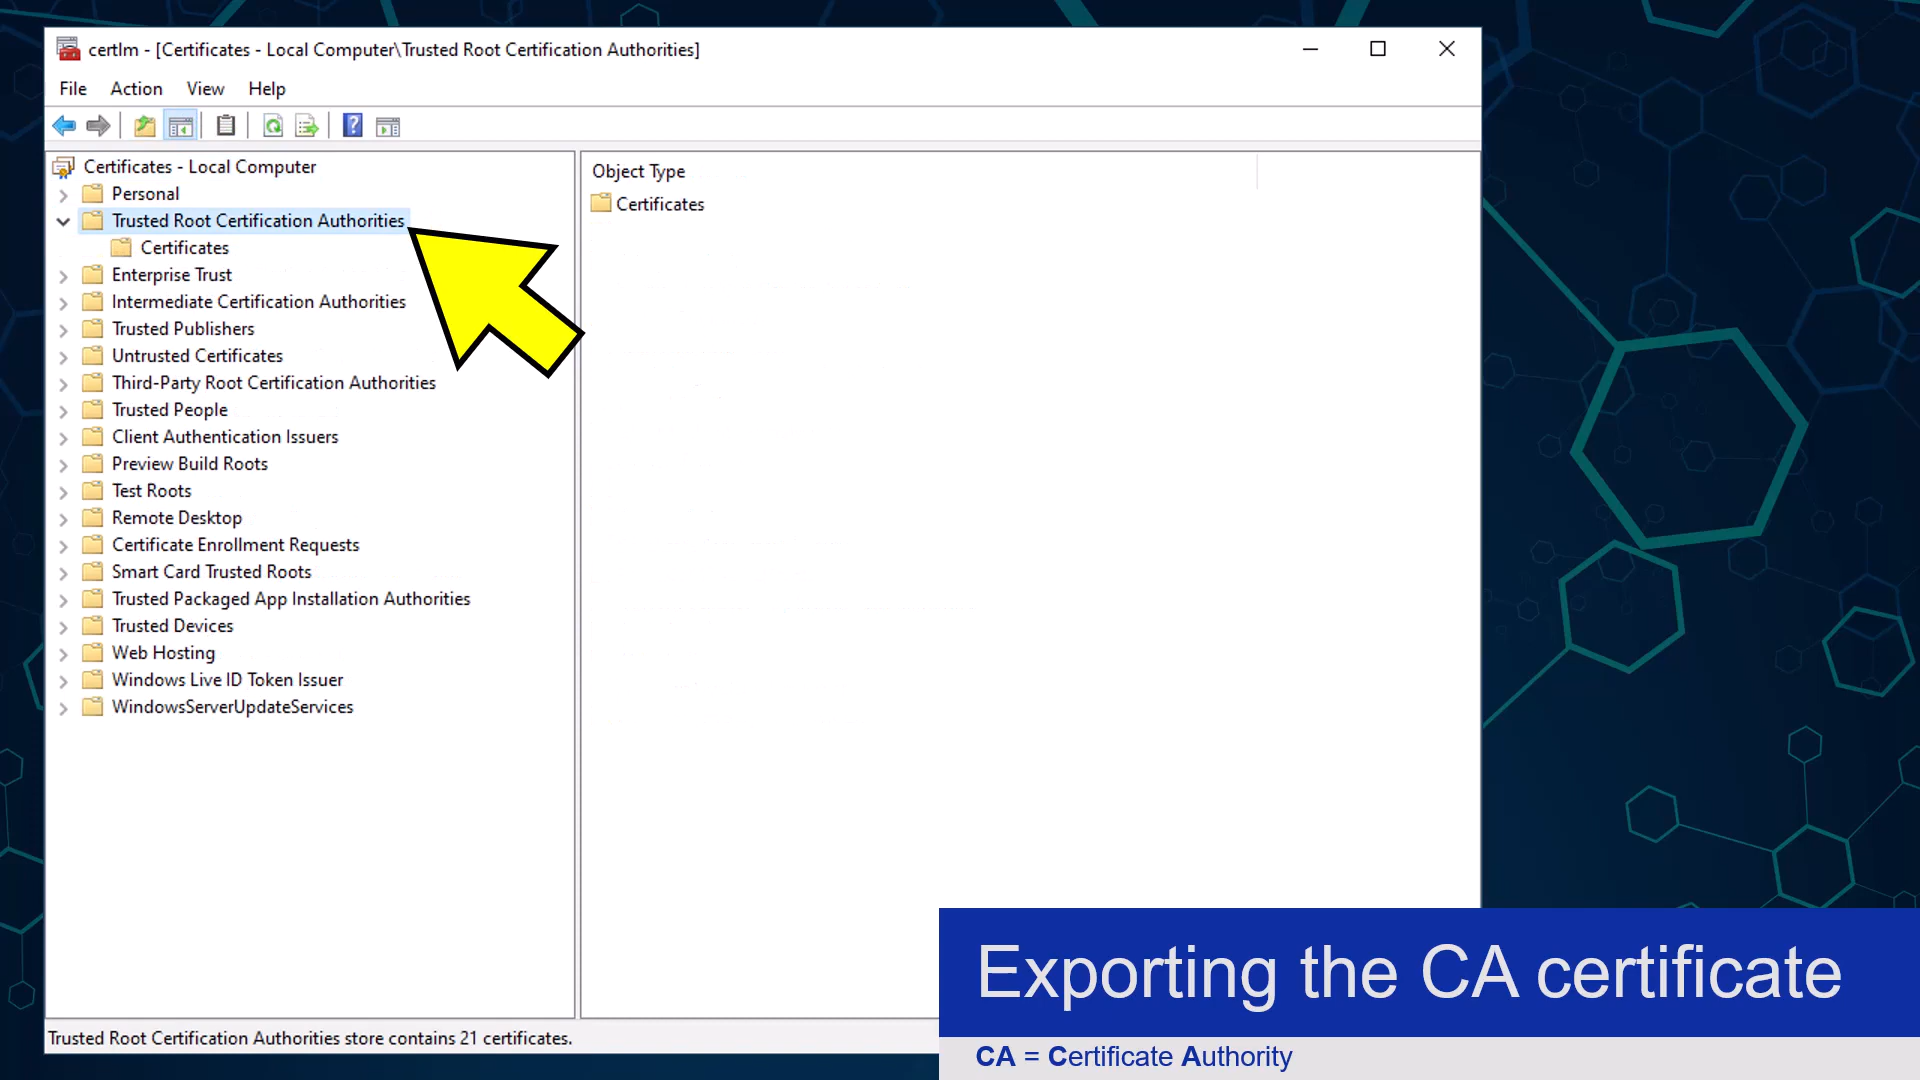 certlm - [Certificates - Local Computer\Trusted Root Certification Authorities]
File Action View Help
Certificates - Local Computer
Personal
Trusted Root Certification Authorities
Certificates
Enterprise Trust
Intermediate Certification Authorities
Trusted Publishers
Untrusted Certificates
Third-Party Root Certification Authorities
Trusted People
Client Authentication Issuers
Preview Build Roots
Test Roots
Remote Desktop
Certificate Enrollment Requests
Smart Card Trusted Roots
Trusted Packaged App Installation Authorities
Trusted Devices
Web Hosting
Windows Live ID Token Issuer
WindowsServerUpdateServices
Object Type
Certificates
Trusted Root Certification Authorities store contains 21 certificates.
Exporting the CA certificate
CA = Certificate Authority